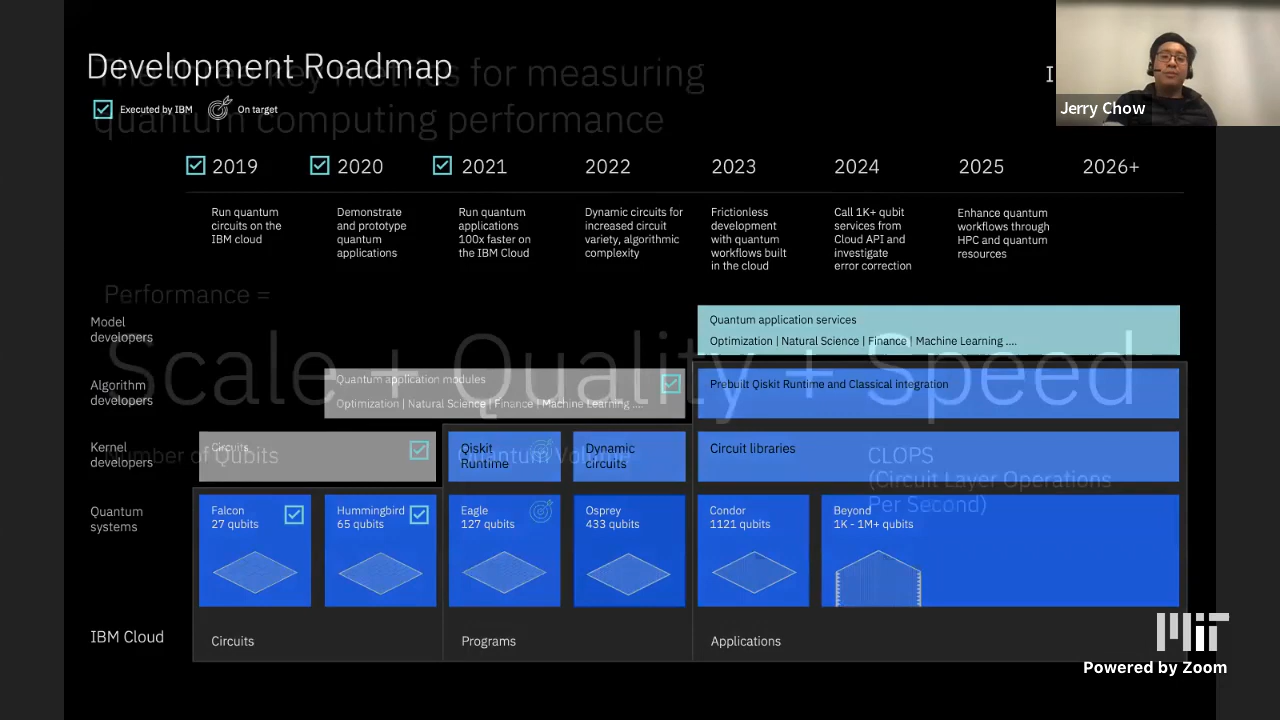 Development Roadmap
The three key metrics for measuring
quantum computing performance
Executed by IBM
On target
Jerry Chow
2019
2020
2021
2022
2023
2024
2025
2026+
Run quantum
circuits on the
IBM cloud
Demonstrate
and prototype
quantum
applications
Run quantum
applications
100x faster on
the IBM Cloud
Dynamic circuits for
increased circuit
variety, algorithmic
complexity
Frictionless
development
with quantum
workflows built
in the cloud
Call 1K+ qubit
services from
Cloud API and
investigate
error correction
Enhance quantum
workflows through
HPC and quantum
resources
Performance =
Scale + Quality + Speed
Number of Qubits
Quantum Volume
CLOPS
(Circuit Layer Operations
Per Second)
Model
developers
Quantum application services
Optimization | Natural Science | Finance | Machine Learning ....
Algorithm
developers
Quantum application modules
Optimization | Natural Science | Finance | Machine Learning ....
Prebuilt Qiskit Runtime and Classical integration
Kernel
developers
Circuits
Qiskit
Runtime
Dynamic
circuits
Circuit libraries
Quantum
systems
Falcon
27 qubits
Hummingbird
65 qubits
Eagle
127 qubits
Osprey
433 qubits
Condor
1121 qubits
Beyond
1K - 1M+ qubits
IBM Cloud
Circuits
Programs
Applications
MIT
Powered by Zoom